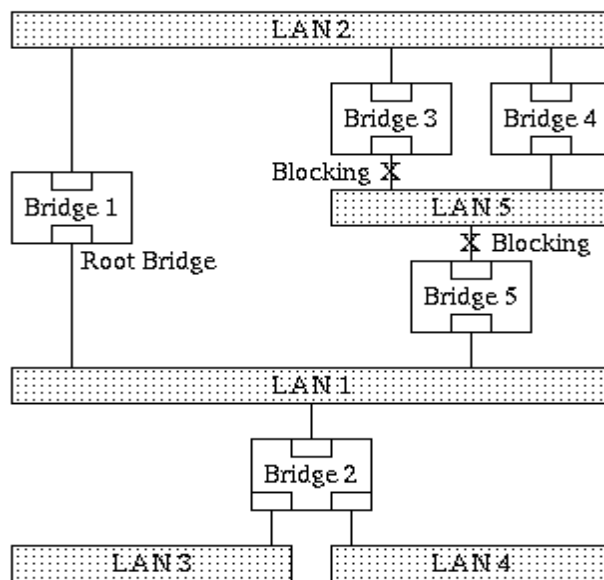 LAN 2
Bridge 3
Bridge 4
Blocking X
Bridge 1
LAN 5
X Blocking
Root Bridge
Bridge 5
LAN 1
Bridge 2
LAN 3
LAN 4